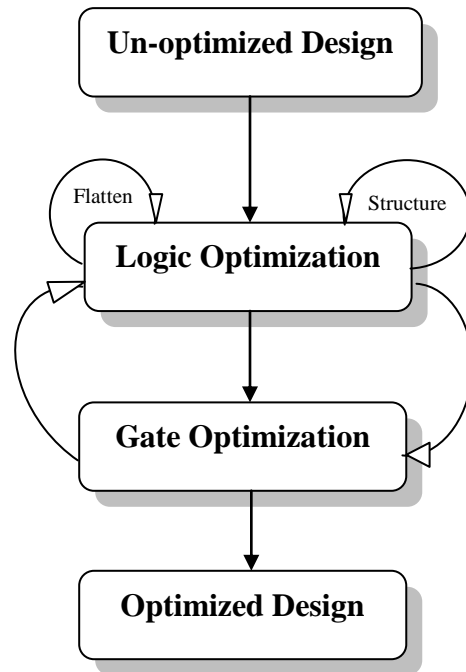 Un-optimized Design
Flatten
Structure
Logic Optimization
Gate Optimization
Optimized Design